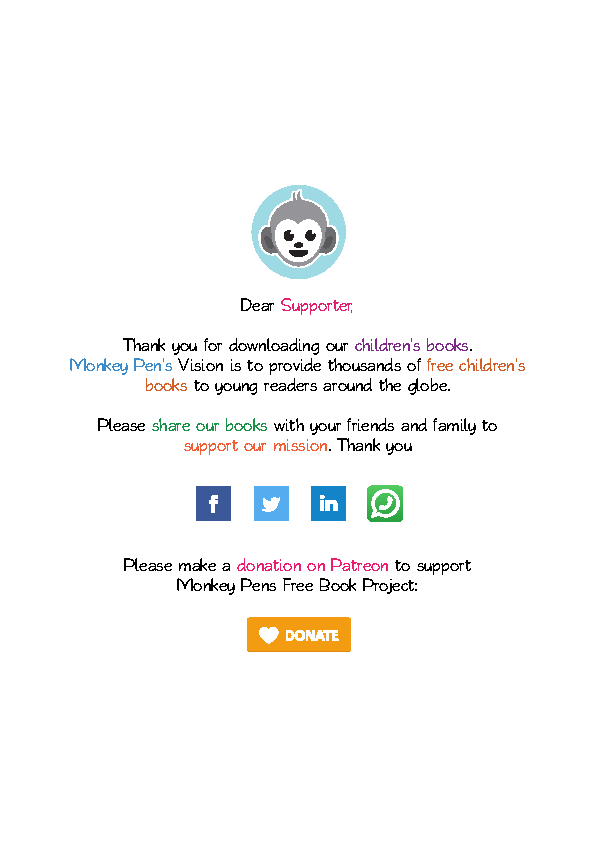 Dear Supporter,
Thank you for downloading our children's books.
Monkey Pen's Vision is to provide thousands of free children's
books to young readers around the globe.
Please share our books with your friends and family to
support our mission. Thank you
Please make a donation on Patreon to support
Monkey Pens Free Book Project:
DONATE